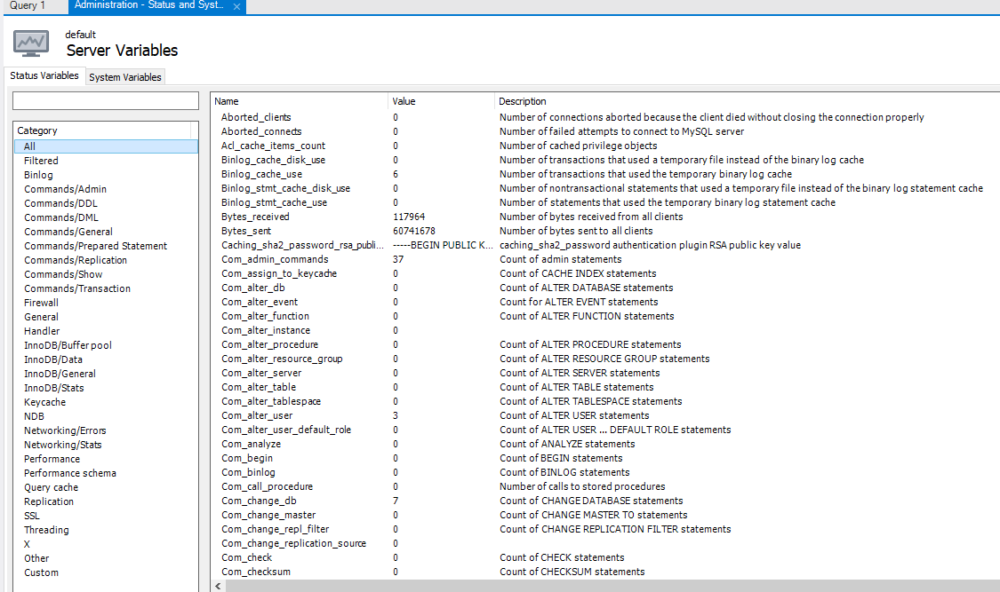 Query 1 Administration - Status and Syst... ×
default
Server Variables
Status Variables System Variables
Category
All
Filtered
Binlog
Commands/Admin
Commands/DDL
Commands/DML
Commands/General
Commands/Prepared Statement
Commands/Replication
Commands/Show
Commands/Transaction
Firewall
General
Handler
InnoDB/Buffer pool
InnoDB/Data
InnoDB/General
InnoDB/Stats
Keycache
NDB
Networking/Errors
Networking/Stats
Performance
Performance schema
Query cache
Replication
SSL
Threading
X
Other
Custom
Name Value Description
Aborted_clients 0 Number of connections aborted because the client died without closing the connection properly
Aborted_connects 0 Number of failed attempts to connect to MySQL server
Acl_cache_items_count 0 Number of cached privilege objects
Binlog_cache_disk_use 0 Number of transactions that used a temporary file instead of the binary log cache
Binlog_cache_use 6 Number of transactions that used the temporary binary log cache
Binlog_stmt_cache_disk_use 0 Number of nontransactional statements that used a temporary file instead of the binary log statement cache
Binlog_stmt_cache_use 0 Number of statements that used the temporary binary log statement cache
Bytes_received 117964 Number of bytes received from all clients
Bytes_sent 60741678 Number of bytes sent to all clients
Caching_sha2_password_rsa_publi... -----BEGIN PUBLIC K... caching_sha2_password authentication plugin RSA public key value
Com_admin_commands 37 Count of admin statements
Com_assign_to_keycache 0 Count of CACHE INDEX statements
Com_alter_db 0 Count of ALTER DATABASE statements
Com_alter_event 0 Count for ALTER EVENT statements
Com_alter_function 0 Count of ALTER FUNCTION statements
Com_alter_instance 0
Com_alter_procedure 0 Count of ALTER PROCEDURE statements
Com_alter_resource_group 0 Count of ALTER RESOURCE GROUP statements
Com_alter_server 0 Count of ALTER SERVER statements
Com_alter_table 0 Count of ALTER TABLE statements
Com_alter_tablespace 0 Count of ALTER TABLESPACE statements
Com_alter_user 3 Count of ALTER USER statements
Com_alter_user_default_role 0 Count of ALTER USER ... DEFAULT ROLE statements
Com_analyze 0 Count of ANALYZE statements
Com_begin 0 Count of BEGIN statements
Com_binlog 0 Count of BINLOG statements
Com_call_procedure 0 Number of calls to stored procedures
Com_change_db 7 Count of CHANGE DATABASE statements
Com_change_master 0 Count of CHANGE MASTER TO statements
Com_change_repl_filter 0 Count of CHANGE REPLICATION FILTER statements
Com_change_replication_source 0
Com_check 0 Count of CHECK statements
Com_checksum 0 Count of CHECKSUM statements